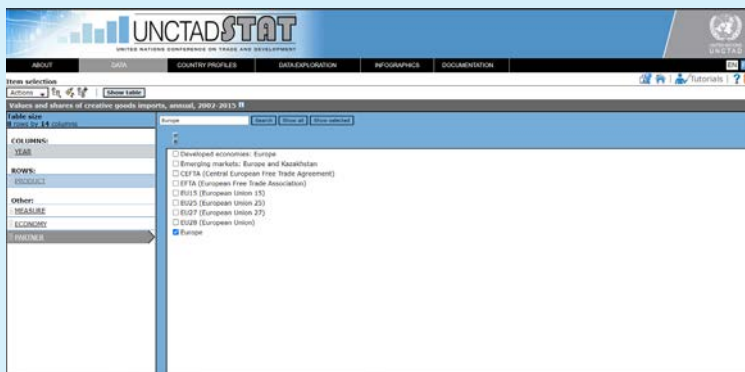 UNCTADSTAT
UNITED NATIONS CONFERENCE ON TRADE AND DEVELOPMENT
UNITED NATIONS
UNCTAD
ABOUT DATA COUNTRY PROFILES DATA EXPLORATION INFOGRAPHICS DOCUMENTATION EN
Item selection
Tutorials | ?
Actions Show table
Values and shares of creative goods imports, annual, 2002-2015
Table size
0 rows by 14 columns
Europe Search Show all Show selected
COLUMNS:
YEAR
ROWS:
PRODUCT
Other:
MEASURE
ECONOMY
PARTNER
Developed economies: Europe
Emerging markets: Europe and Kazakhstan
CEFTA (Central European Free Trade Agreement)
EFTA (European Free Trade Association)
EU15 (European Union 15)
EU25 (European Union 25)
EU27 (European Union 27)
EU28 (European Union)
Europe